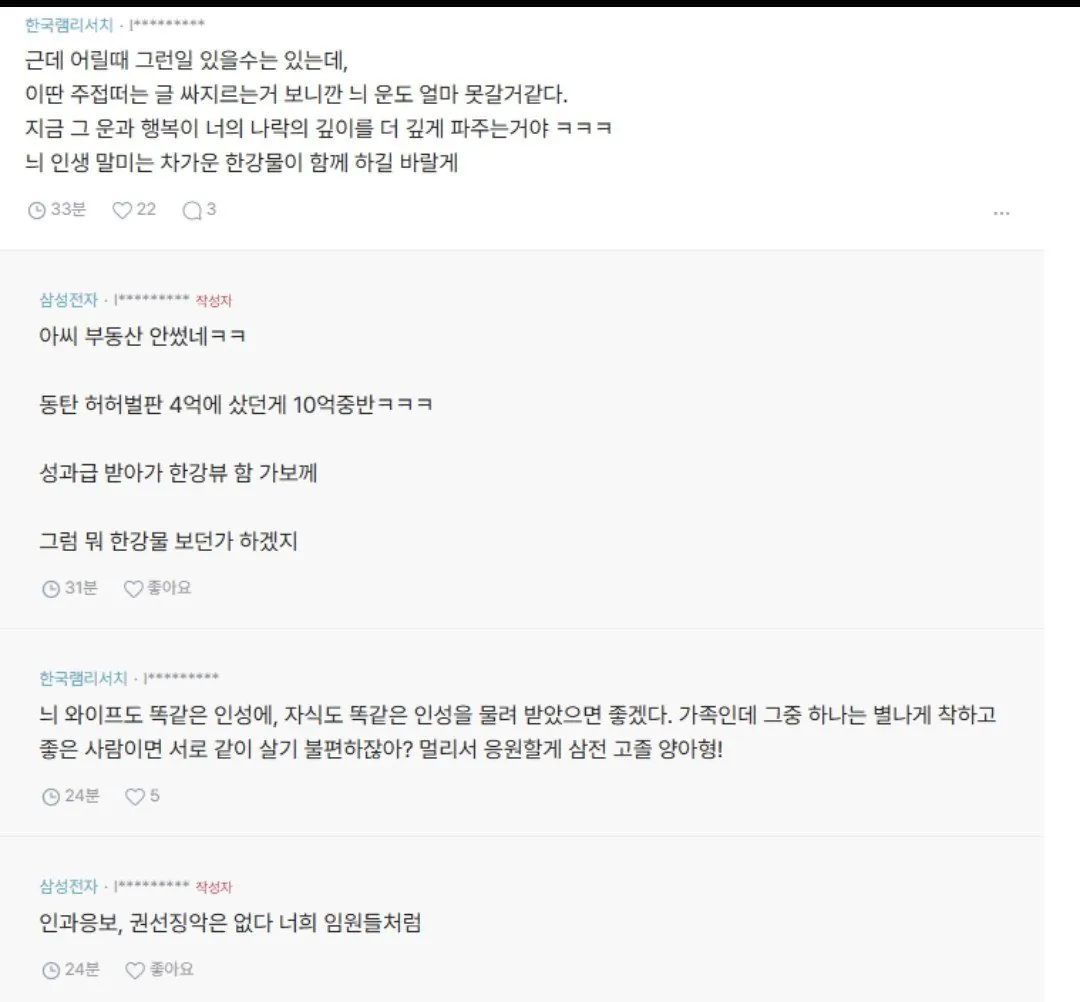 한국램리서치 · l*********
근데 어릴때 그런일 있을수는 있는데,
이딴 주접떠는 글 싸지르는거 보니깐 늬 운도 얼마 못갈거같다.
지금 그 운과 행복이 너의 나락의 깊이를 더 깊게 파주는거야 ㅋㅋㅋ
늬 인생 말미는 차가운 한강물이 함께 하길 바랄게
33분 22 3
삼성전자 · l********* 작성자
아씨 부동산 안썼네ㅋㅋ
동탄 허허벌판 4억에 샀던게 10억중반ㅋㅋㅋ
성과급 받아가 한강뷰 함 가보께
그럼 뭐 한강물 보던가 하겠지
31분 좋아요
한국램리서치 · l*********
늬 와이프도 똑같은 인성에, 자식도 똑같은 인성을 물려 받았으면 좋겠다. 가족인데 그중 하나는 별나게 착하고
좋은 사람이면 서로 같이 살기 불편하잖아? 멀리서 응원할게 삼전 고졸 양아형!
24분 5
삼성전자 · l********* 작성자
인과응보, 권선징악은 없다 너희 임원들처럼
24분 좋아요